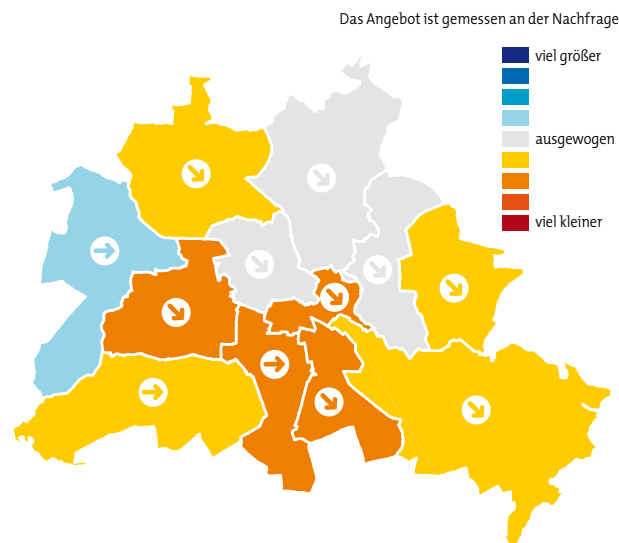 Das Angebot ist gemessen an der Nachfrage
viel größer
ausgewogen
viel kleiner